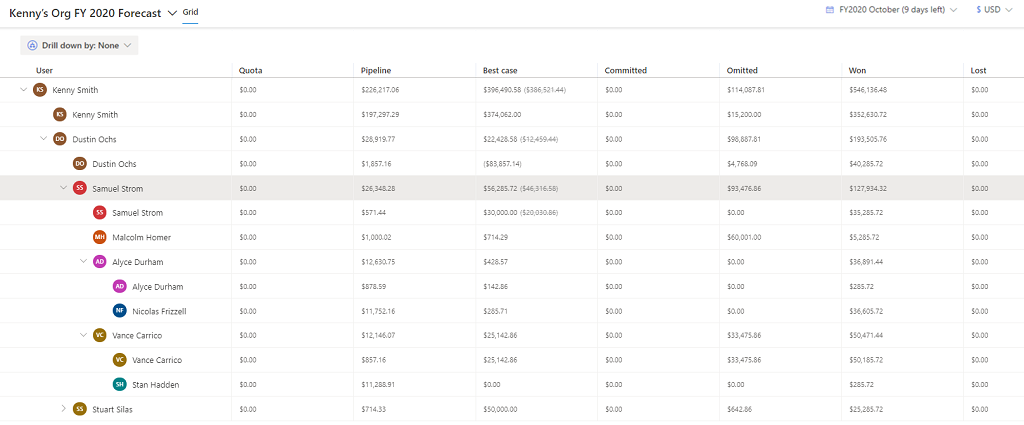 Kenny's Org FY 2020 Forecast Grid FY2020 October (9 days left) $ USD
Drill down by: None
User Quota Pipeline Best case Committed Omitted Won Lost
KS Kenny Smith $0.00 $226,217.06 $396,490.58 ($386,521.44) $0.00 $114,087.81 $546,136.48 $0.00
KS Kenny Smith $0.00 $197,297.29 $374,062.00 $0.00 $15,200.00 $352,630.72 $0.00
DO Dustin Ochs $0.00 $28,919.77 $22,428.58 ($12,459.44) $0.00 $98,887.81 $193,505.76 $0.00
DO Dustin Ochs $0.00 $1,857.16 ($83,857.14) $0.00 $4,768.09 $40,285.72 $0.00
SS Samuel Strom $0.00 $26,348.28 $56,285.72 ($46,316.58) $0.00 $93,476.86 $127,934.32 $0.00
SS Samuel Strom $0.00 $571.44 $30,000.00 ($20,030.86) $0.00 $0.00 $35,285.72 $0.00
MH Malcolm Homer $0.00 $1,000.02 $714.29 $0.00 $60,001.00 $5,285.72 $0.00
AD Alyce Durham $0.00 $12,630.75 $428.57 $0.00 $0.00 $36,891.44 $0.00
AD Alyce Durham $0.00 $878.59 $142.86 $0.00 $0.00 $285.72 $0.00
NF Nicolas Frizzell $0.00 $11,752.16 $285.71 $0.00 $0.00 $36,605.72 $0.00
VC Vance Carrico $0.00 $12,146.07 $25,142.86 $0.00 $33,475.86 $50,471.44 $0.00
VC Vance Carrico $0.00 $857.16 $25,142.86 $0.00 $33,475.86 $50,185.72 $0.00
SH Stan Hadden $0.00 $11,288.91 $0.00 $0.00 $0.00 $285.72 $0.00
SS Stuart Silas $0.00 $714.33 $50,000.00 $0.00 $642.86 $25,285.72 $0.00